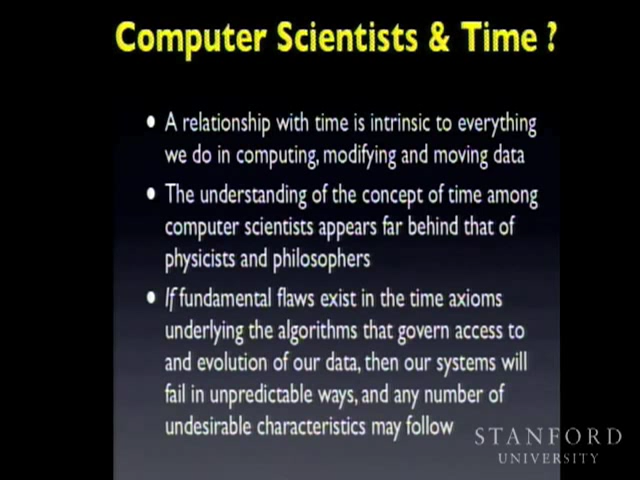 Computer Scientists & Time ?
• A relationship with time is intrinsic to everything
we do in computing, modifying and moving data
• The understanding of the concept of time among
computer scientists appears far behind that of
physicists and philosophers
• If fundamental flaws exist in the time axioms
underlying the algorithms that govern access to
and evolution of our data, then our systems will
fail in unpredictable ways, and any number of
undesirable characteristics may follow
STANFORD
UNIVERSITY